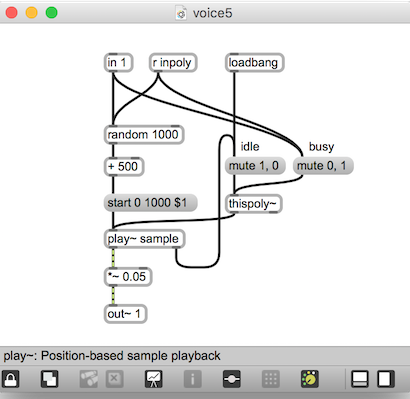 voice5
in 1
r inpoly
loadbang
idle
busy
random 1000
mute 1, 0
mute 0, 1
+ 500
start 0 1000 $1
thispoly~
play~ sample
*~ 0.05
out~ 1
play~: Position-based sample playback